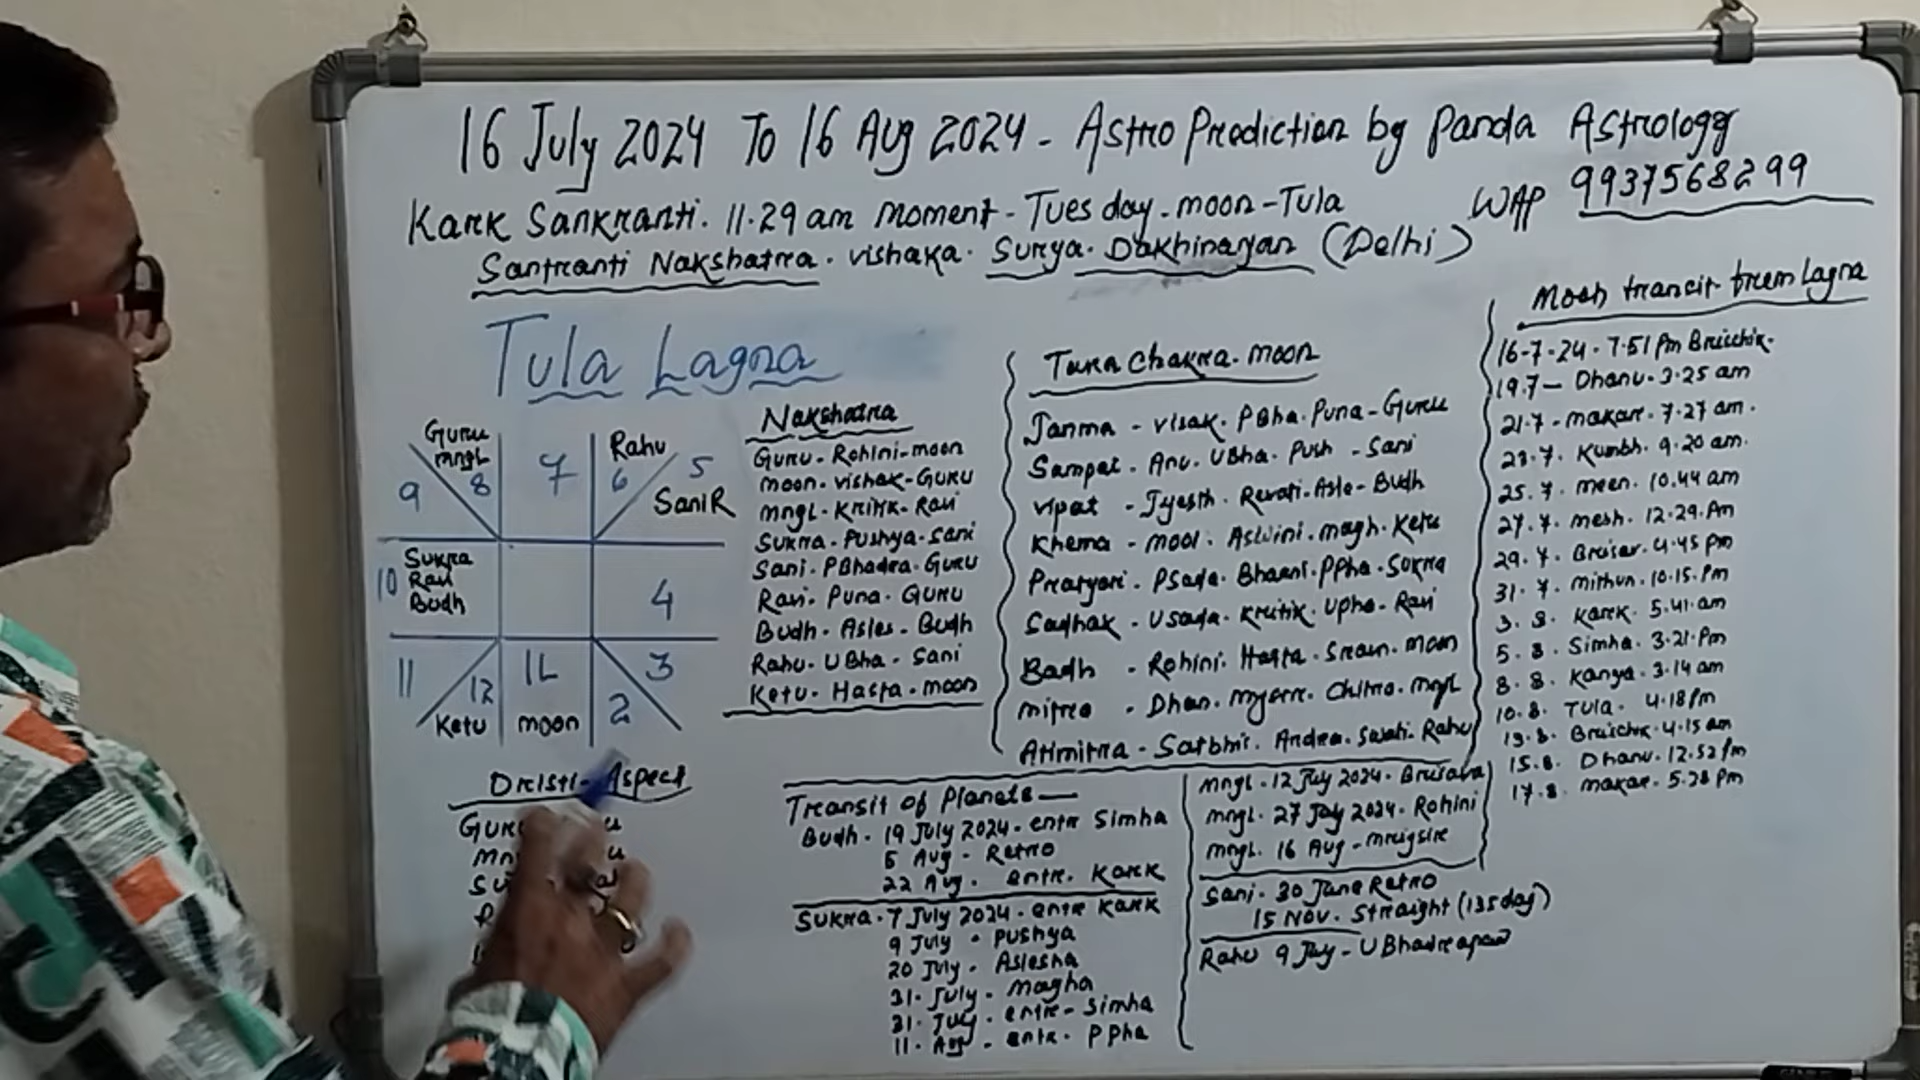 16 July 2024 To 16 Aug 2024 - Astro Prediction by Panda Astrology
Kark Sankranti. 11.29 am moment - Tuesday - moon - Tula
WAP 9937568299
Santranti Nakshatra. vishaka. Surya. Dakhinayan (Delhi)
Tula Lagna
Guru
mngl
8
7
Rahu
6
5
Sani R
9
10
Sukra
Ravi
Budh
4
11
12
Ketu
1L
moon
2
3
Dristi - Aspect
Nakshatra
Guru - Rohini - moon
moon - vishak - GURU
mngl - Kritik - Ravi
Sukra - Pushya - Sani
Sani - PBhadra - GURU
Ravi - Puna - GURU
Budh - Asles - Budh
Rahu - UBha - Sani
Ketu - Hasta - moon
Tara Chakra - moon
Janma - visak. PBha. Puna - Guru
Sampat - Anu. UBha. Push - Sani
vipat - Jyesth. Revati - Asle - Budh
Khema - mool. Aswini. magh. Ketu
Pratyari - PSada. Bharni. PPha - Sukra
Sadhak - Usada. Kritik. Upha - Ravi
Badh - Rohini. Hasta - Sravn. moon
mitra - Dhan. mgsrr. Chitra. mngl
Atimitra - Satbhis. Andra. Swati. Rahu
Moon transit from Lagna
16-7-24 - 7.51 Pm Bricchik-
19.7 - Dhanu - 3.25 am
21.7 - makar - 7.27 am.
23.7. Kumbh. 9.20 am.
25.7. meen. 10.44 am
27.7. mesh. 12.29. Pm
29.7. Brisav. 4.45 pm
31.7. mithun. 10.15. Pm
3.8. Kark. 5.41. am
5.8. Simha. 3.21. Pm
8.8. Kanya. 3.14 am
10.8. Tula. 4.18 Pm
13.8. Brischk. 4.15 am
15.8. Dhanu. 12.52 Pm
17.8. makar. 5.28 Pm
Transit of Planets —
Budh. 19 July 2024 - entr Simha
5 Aug - Retro
22 Aug. entr. Kark
Sukra. 7 July 2024. entr Kark
9 July - Pushya
20 July - Aslesha
31. July - magha
31. July - entr - Simha
11. Aug - entr. P Pha
mngl. 12 July 2024. Brisava
mngl. 27 July 2024. Rohini
mngl. 16 Aug - mrigsire
Sani. 30 June Retro
15 Nov. Straight (135 day)
Rahu 9 July - U Bhadrapad